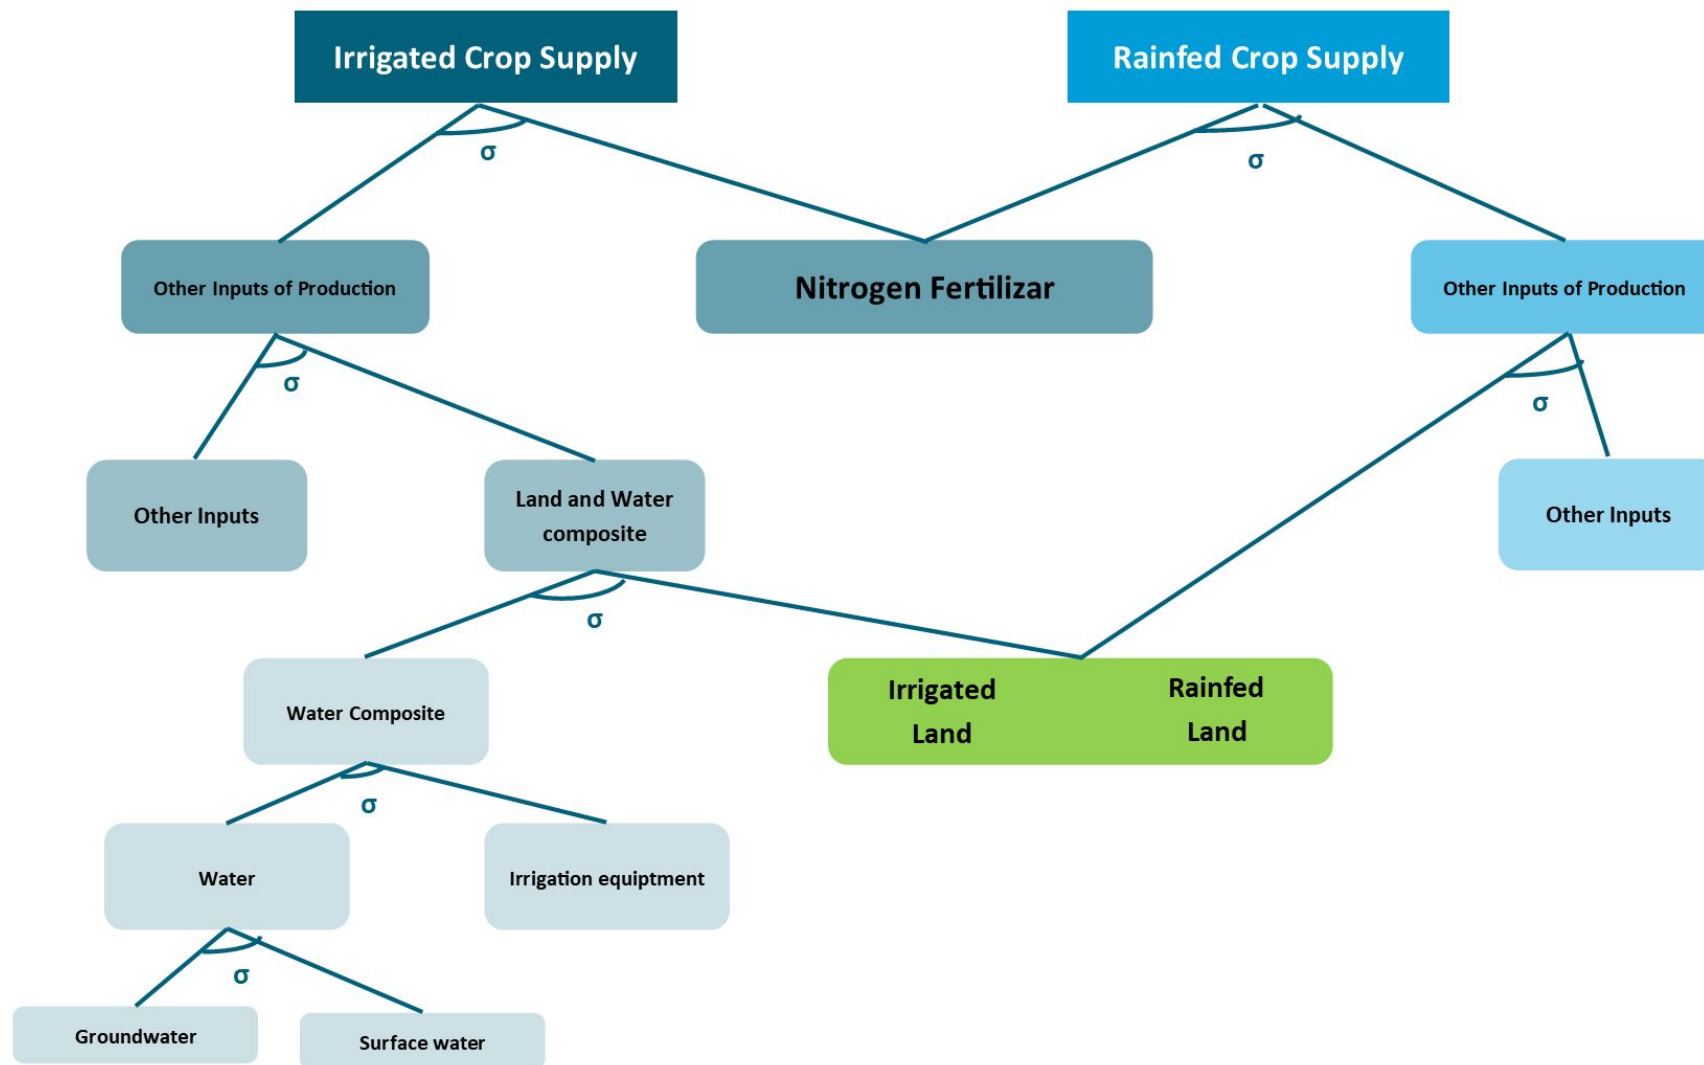 Irrigated Crop Supply
Rainfed Crop Supply
σ
σ
Other Inputs of Production
Nitrogen Fertilizar
Other Inputs of Production
σ
σ
Other Inputs
Land and Water
composite
Other Inputs
σ
Water Composite
Irrigated
Land
Rainfed
Land
σ
Water
Irrigation equiptment
σ
Groundwater
Surface water